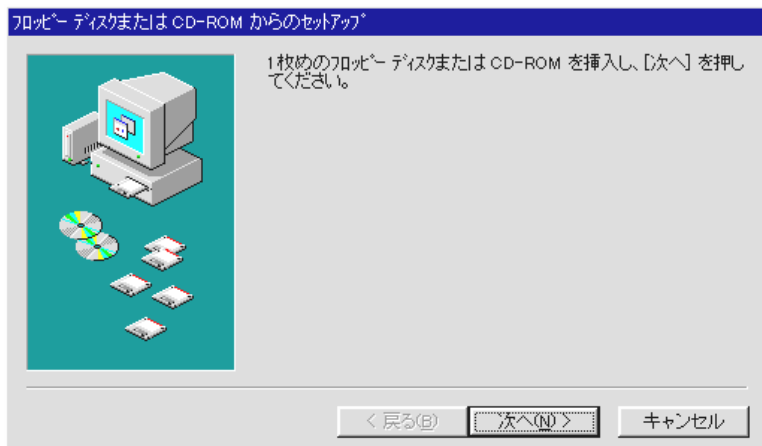 フロッピー ディスクまたは CD-ROM からのセットアップ
1枚めのフロッピー ディスクまたは CD-ROM を挿入し、[次へ] を押し
てください。
< 戻る(B)
次へ(N) >
キャンセル